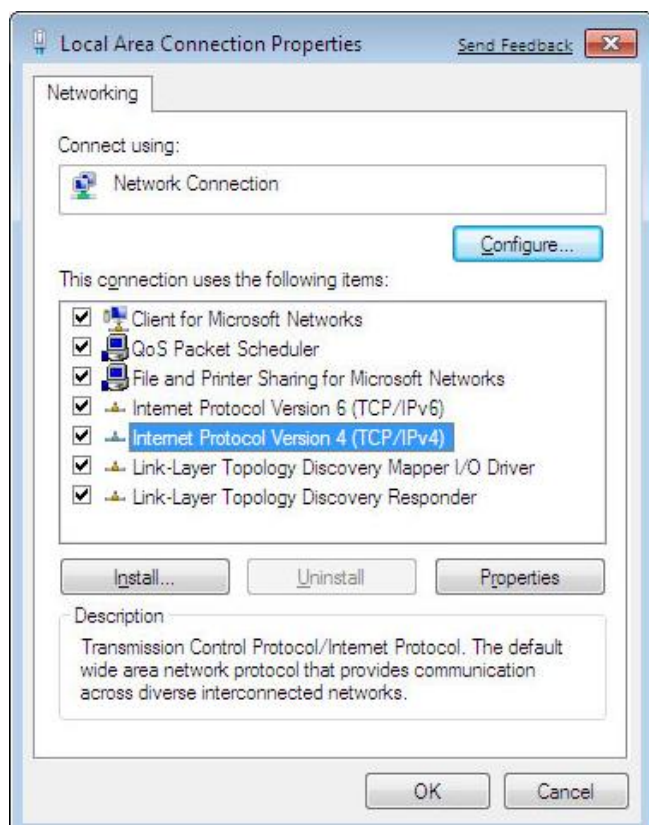 Local Area Connection Properties Send Feedback
Networking
Connect using:
Network Connection
Configure...
This connection uses the following items:
Client for Microsoft Networks
QoS Packet Scheduler
File and Printer Sharing for Microsoft Networks
Internet Protocol Version 6 (TCP/IPv6)
Internet Protocol Version 4 (TCP/IPv4)
Link-Layer Topology Discovery Mapper I/O Driver
Link-Layer Topology Discovery Responder
Install... Uninstall Properties
Description
Transmission Control Protocol/Internet Protocol. The default
wide area network protocol that provides communication
across diverse interconnected networks.
OK Cancel